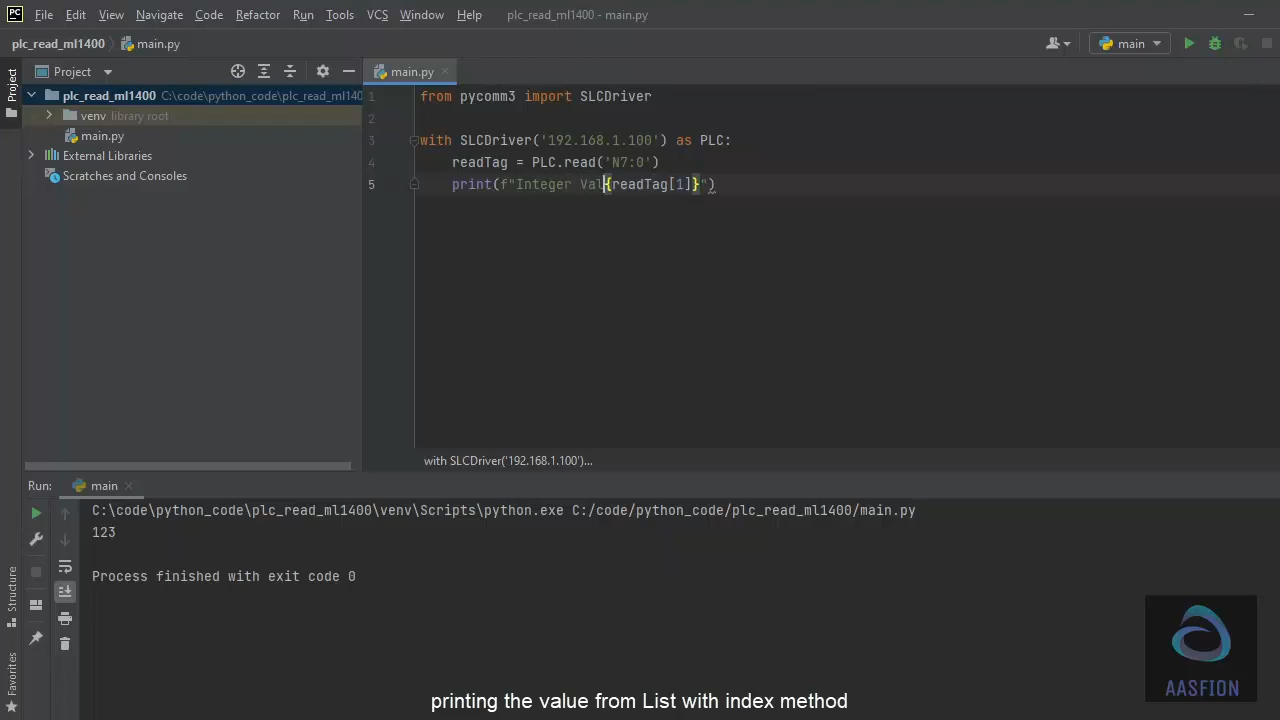 PC File Edit View Navigate Code Refactor Run Tools VCS Window Help plc_read_ml1400 - main.py
plc_read_ml1400 main.py main
Project Project main.py
plc_read_ml1400 C:\code\python_code\plc_read_ml140
venv library root
main.py
External Libraries
Scratches and Consoles
1 from pycomm3 import SLCDriver
2
3 with SLCDriver('192.168.1.100') as PLC:
4 readTag = PLC.read('N7:0')
5 print(f"Integer Val{readTag[1]}")
with SLCDriver('192.168.1.100')...
Run: main
C:\code\python_code\plc_read_ml1400\venv\Scripts\python.exe C:/code/python_code/plc_read_ml1400/main.py
123
Process finished with exit code 0
Structure
Favorites
AASFION
printing the value from List with index method